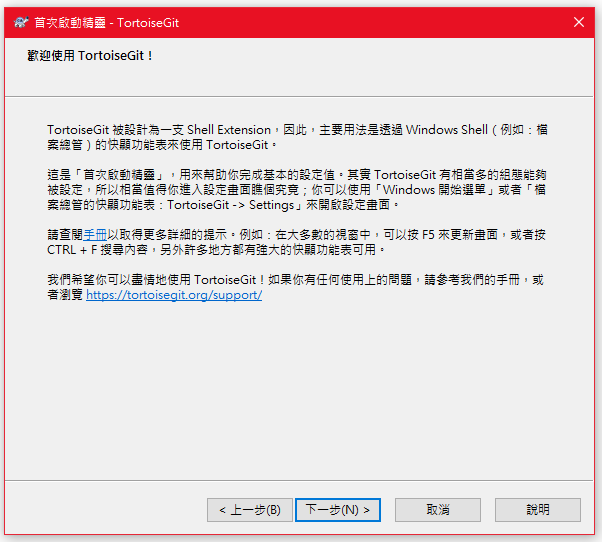 首次啟動精靈 - TortoiseGit
歡迎使用 TortoiseGit！
TortoiseGit 被設計為一支 Shell Extension，因此，主要用法是透過 Windows Shell（例如：檔
案總管）的快顯功能表來使用 TortoiseGit。
這是「首次啟動精靈」，用來幫助你完成基本的設定值。其實 TortoiseGit 有相當多的組態能夠
被設定，所以相當值得你進入設定畫面瞧個究竟；你可以使用「Windows 開始選單」或者「檔
案總管的快顯功能表：TortoiseGit -> Settings」來開啟設定畫面。
請查閱手冊以取得更多詳細的提示。例如：在大多數的視窗中，可以按 F5 來更新畫面，或者按
CTRL + F 搜尋內容，另外許多地方都有強大的快顯功能表可用。
我們希望你可以盡情地使用 TortoiseGit！如果你有任何使用上的問題，請參考我們的手冊，或
者瀏覽 https://tortoisegit.org/support/
< 上一步(B)
下一步(N) >
取消
說明